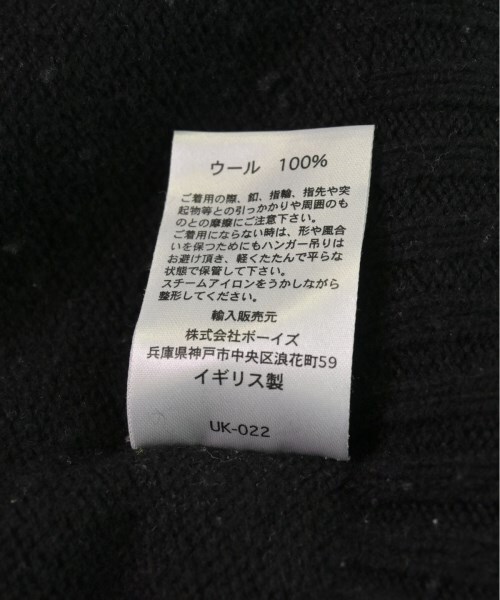 ウール 100%
ご着用の際、釦、指輪、指先や突
起物等との引っかかりや周囲のも
のとの摩擦にご注意下さい。
ご着用にならない時は、形や風合
いを保つためにもハンガー吊りは
お避け頂き、軽くたたんで平らな
状態で保管して下さい。
スチームアイロンをうかしながら
整形してください。
輸入販売元
株式会社ボーイズ
兵庫県神戸市中央区浪花町59
イギリス製
UK-022